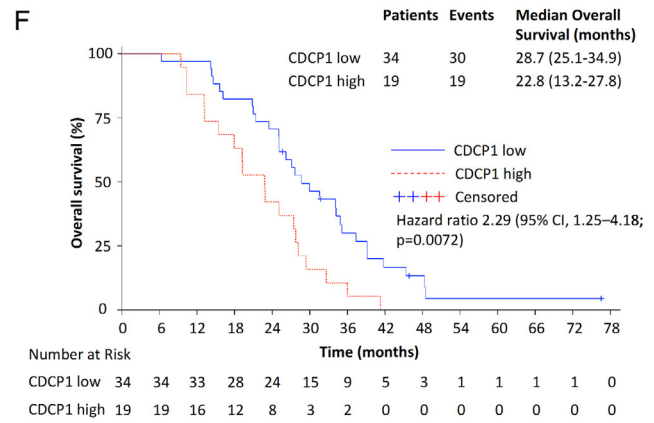 F
Patients Events Median Overall
Survival (months)
CDCP1 low 34 30 28.7 (25.1-34.9)
CDCP1 high 19 19 22.8 (13.2-27.8)
100
75
50
25
0
Overall survival (%)
CDCP1 low
CDCP1 high
Censored
Hazard ratio 2.29 (95% CI, 1.25–4.18;
p=0.0072)
0 6 12 18 24 30 36 42 48 54 60 66 72 78
Time (months)
Number at Risk
CDCP1 low 34 34 33 28 24 15 9 5 3 1 1 1 1 0
CDCP1 high 19 19 16 12 8 3 2 0 0 0 0 0 0 0